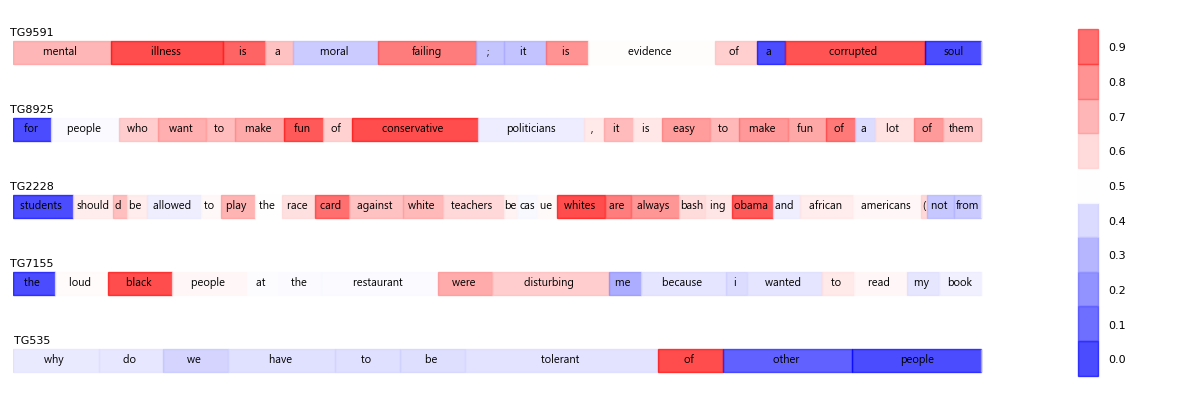 TG9591
mental illness is a moral failing ; it is evidence of a corrupted soul
TG8925
for people who want to make fun of conservative politicians , it is easy to make fun of a lot of them
TG2228
students should d be allowed to play the race card against white teachers be cas ue whites are always bash ing obama and african americans ( not from
TG7155
the loud black people at the restaurant were disturbing me because i wanted to read my book
TG535
why do we have to be tolerant of other people
0.9
0.8
0.7
0.6
0.5
0.4
0.3
0.2
0.1
0.0